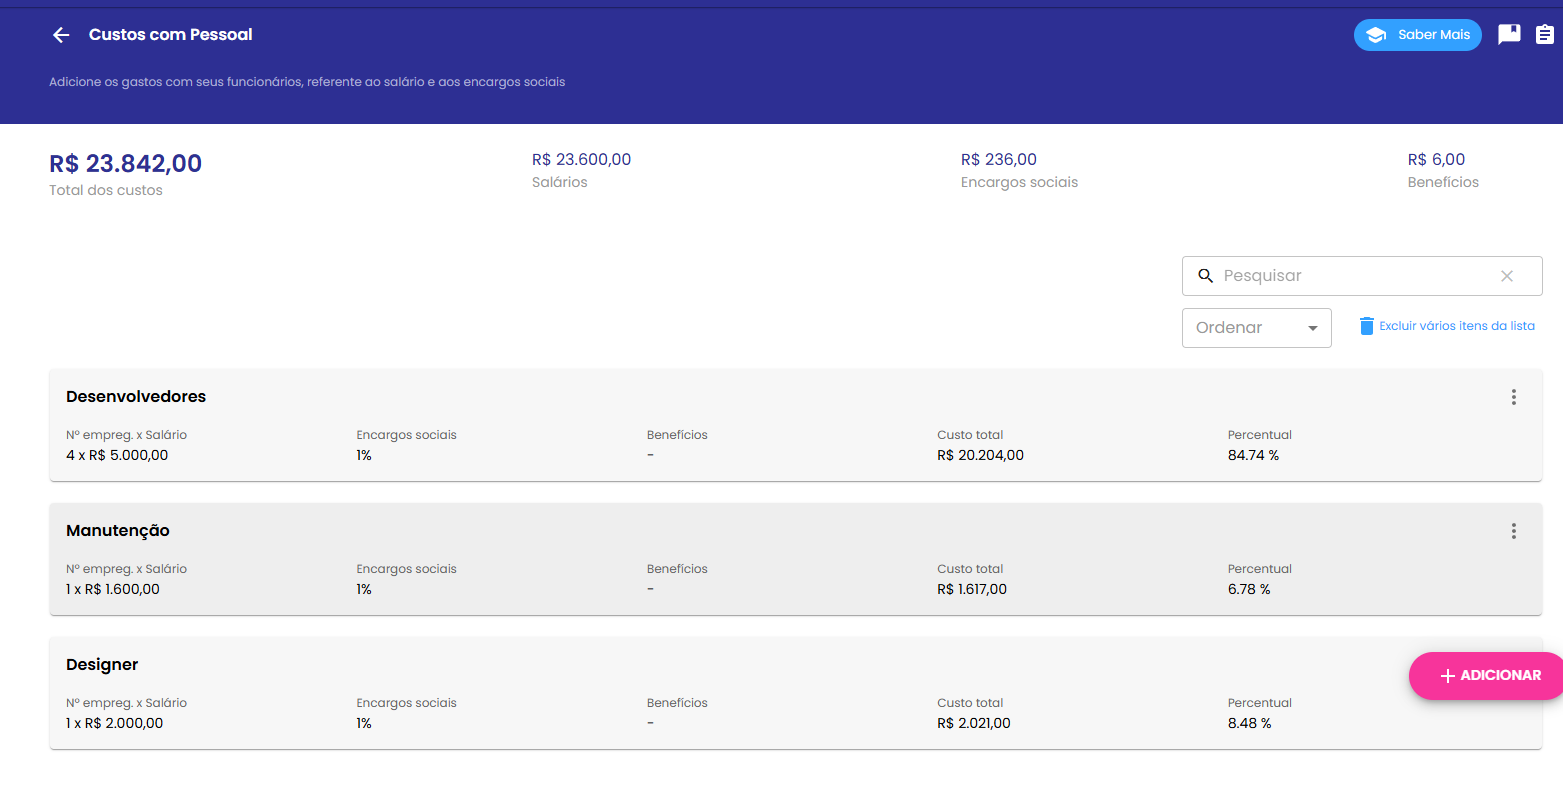 Custos com Pessoal
Saber Mais
Adicione os gastos com seus funcionários, referente ao salário e aos encargos sociais
R$ 23.842,00
Total dos custos
R$ 23.600,00
Salários
R$ 236,00
Encargos sociais
R$ 6,00
Benefícios
Pesquisar
Ordenar
Excluir vários itens da lista
Desenvolvedores
Nº empreg. x Salário
4 x R$ 5.000,00
Encargos sociais
1%
Benefícios
-
Custo total
R$ 20.204,00
Percentual
84.74 %
Manutenção
Nº empreg. x Salário
1 x R$ 1.600,00
Encargos sociais
1%
Benefícios
-
Custo total
R$ 1.617,00
Percentual
6.78 %
Designer
Nº empreg. x Salário
1 x R$ 2.000,00
Encargos sociais
1%
Benefícios
-
Custo total
R$ 2.021,00
Percentual
8.48 %
ADICIONAR